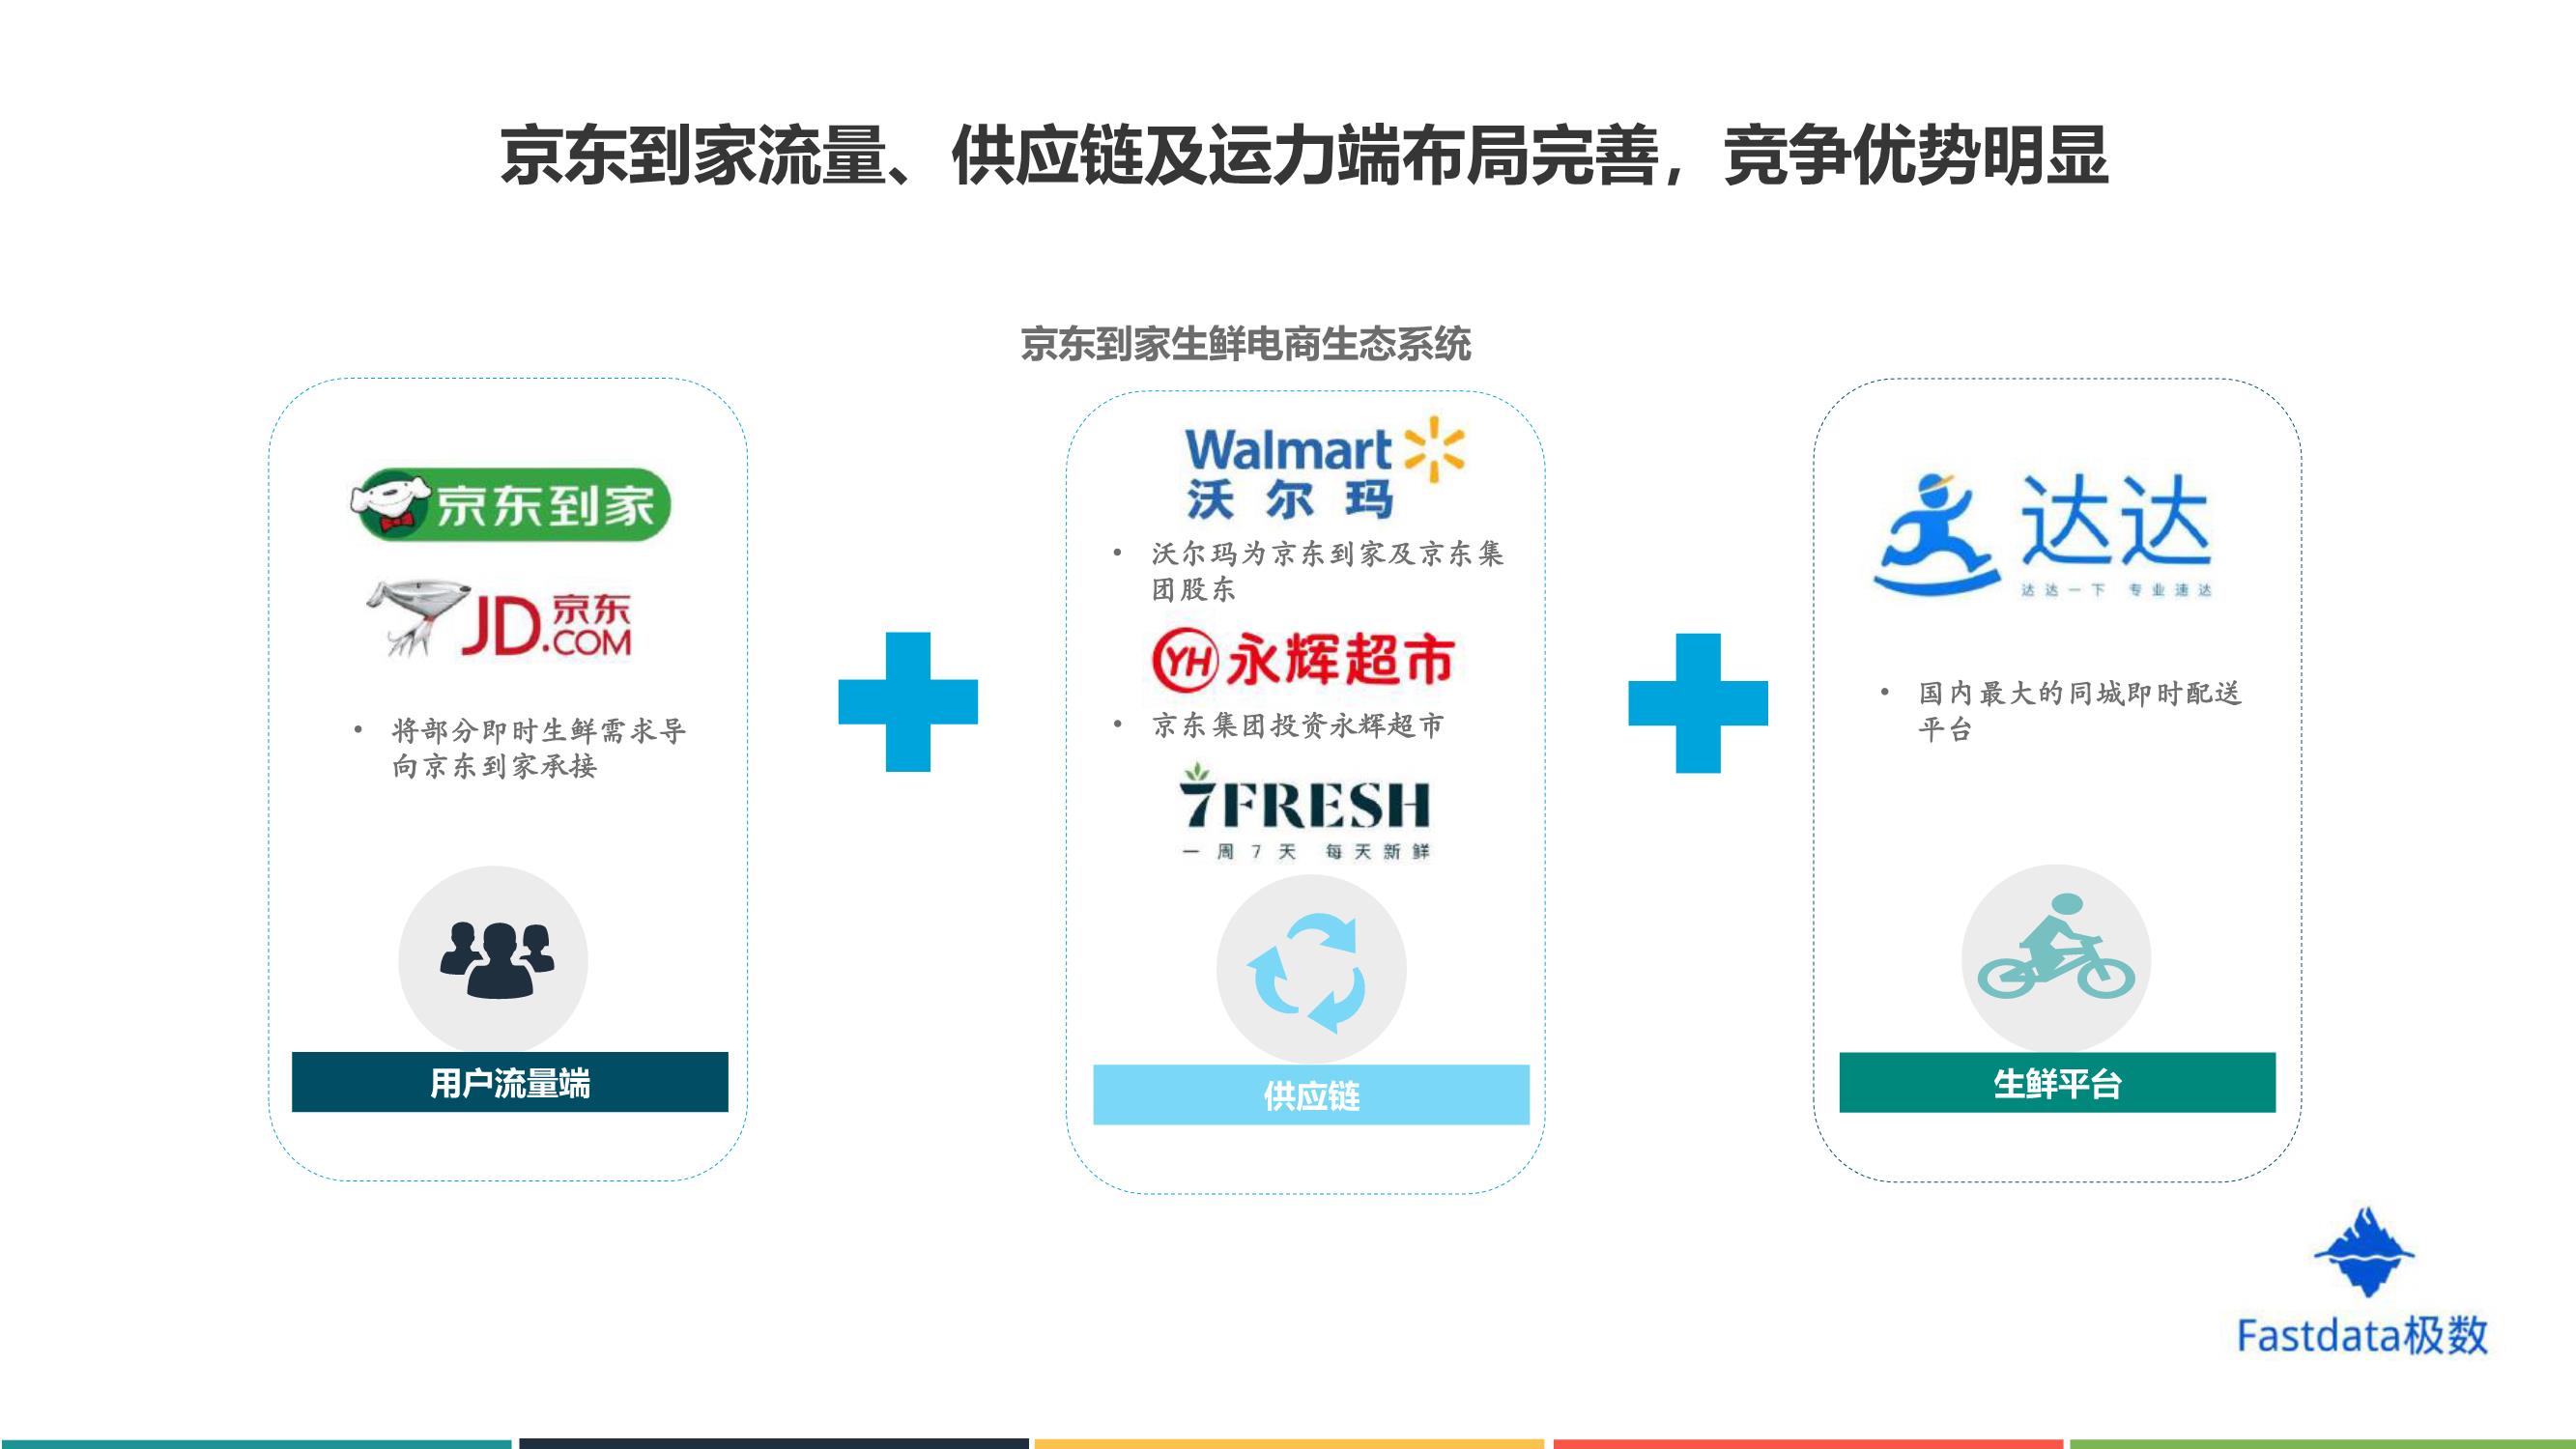 京东到家流量、供应链及运力端布局完善，竞争优势明显
京东到家生鲜电商生态系统
京东到家
JD 京东
.COM
• 将部分即时生鲜需求导
向京东到家承接
用户流量端
Walmart
沃尔玛
• 沃尔玛为京东到家及京东集
团股东
YH 永辉超市
• 京东集团投资永辉超市
7FRESH
一周7天 每天新鲜
供应链
达达
达达一下 专业速达
• 国内最大的同城即时配送
平台
生鲜平台
Fastdata极数